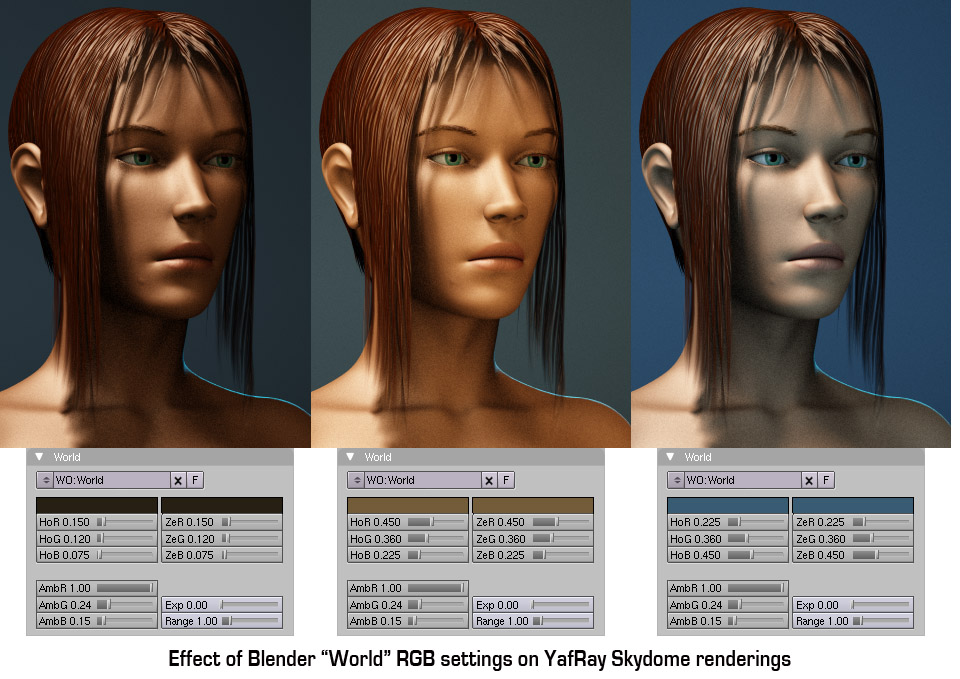 World
WO:World X F
HoR 0.150 ZeR 0.150
HoG 0.120 ZeG 0.120
HoB 0.075 ZeB 0.075
AmbR 1.00
AmbG 0.24 Exp 0.00
AmbB 0.15 Range 1.00
World
WO:World X F
HoR 0.450 ZeR 0.450
HoG 0.360 ZeG 0.360
HoB 0.225 ZeB 0.225
AmbR 1.00
AmbG 0.24 Exp 0.00
AmbB 0.15 Range 1.00
World
WO:World X F
HoR 0.225 ZeR 0.225
HoG 0.360 ZeG 0.360
HoB 0.450 ZeB 0.450
AmbR 1.00
AmbG 0.24 Exp 0.00
AmbB 0.15 Range 1.00
Effect of Blender “World” RGB settings on YafRay Skydome renderings